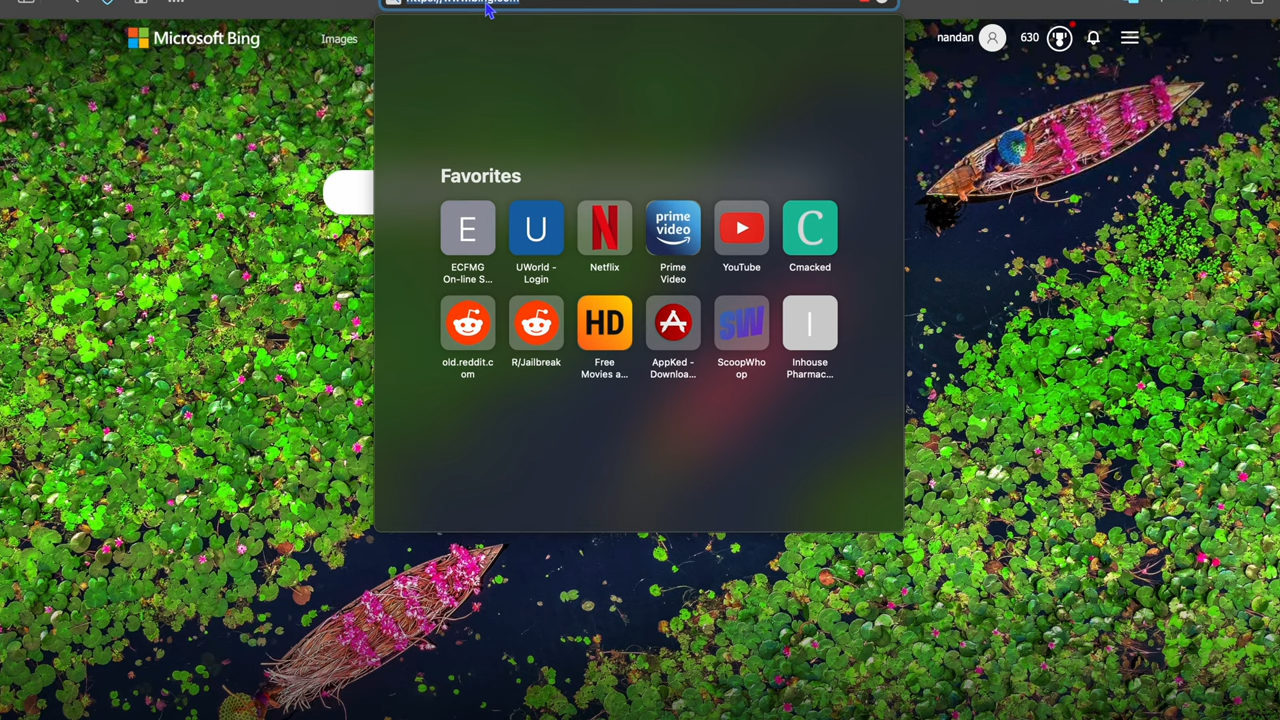 Microsoft Bing
Images
nandan
630
Favorites
E
U
prime
video
C
ECFMG
On-line S...
UWorld -
Login
Netflix
Prime
Video
YouTube
Cmacked
HD
SW
I
old.reddit.c
om
R/Jailbreak
Free
Movies a...
AppKed -
Downloa...
ScoopWho
op
Inhouse
Pharmac...